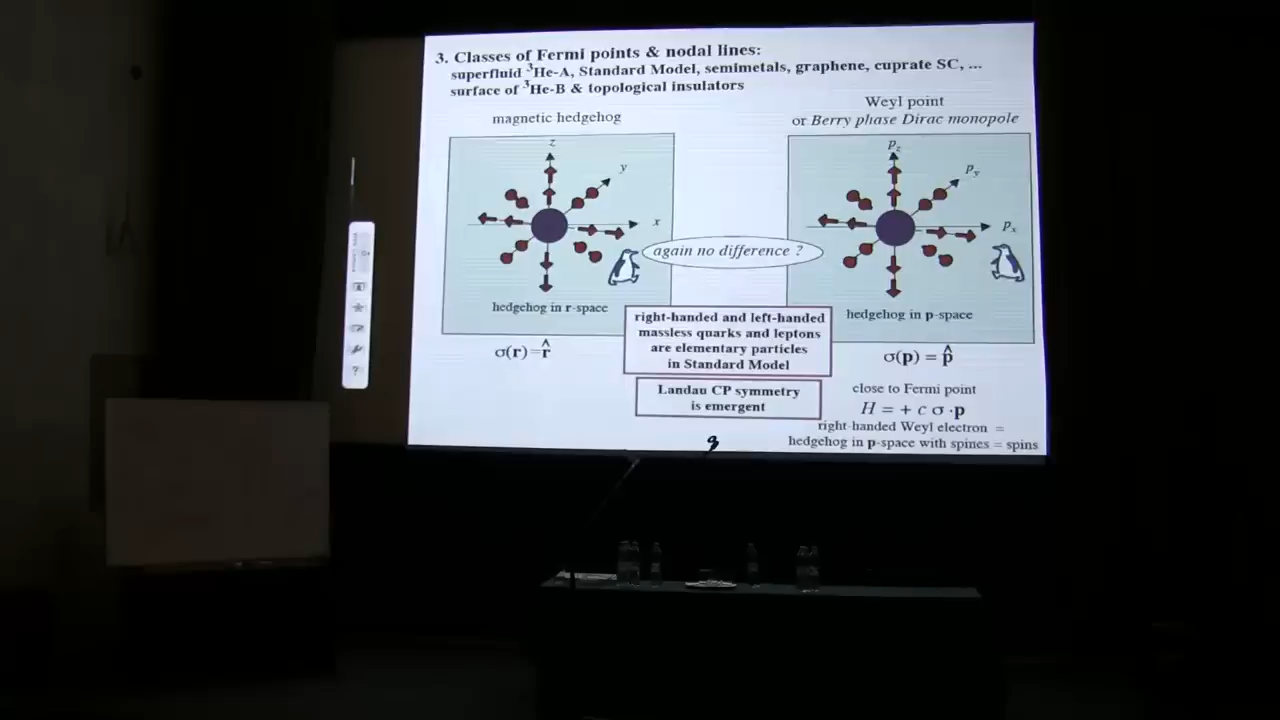 3. Classes of Fermi points & nodal lines:
superfluid ³He-A, Standard Model, semimetals, graphene, cuprate SC, ...
surface of ³He-B & topological insulators
magnetic hedgehog
z
y
x
hedgehog in r-space
σ(r) = r̂
again no difference ?
Weyl point
or Berry phase Dirac monopole
p_z
p_y
p_x
hedgehog in p-space
σ(p) = p̂
right-handed and left-handed
massless quarks and leptons
are elementary particles
in Standard Model
Landau CP symmetry
is emergent
close to Fermi point
H = + c σ · p
right-handed Weyl electron =
hedgehog in p-space with spines = spins
?